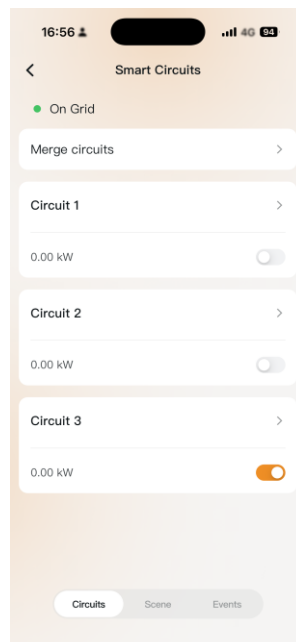 16:56 4G 94
Smart Circuits
On Grid
Merge circuits
Circuit 1
0.00 kW
Circuit 2
0.00 kW
Circuit 3
0.00 kW
Circuits Scene Events